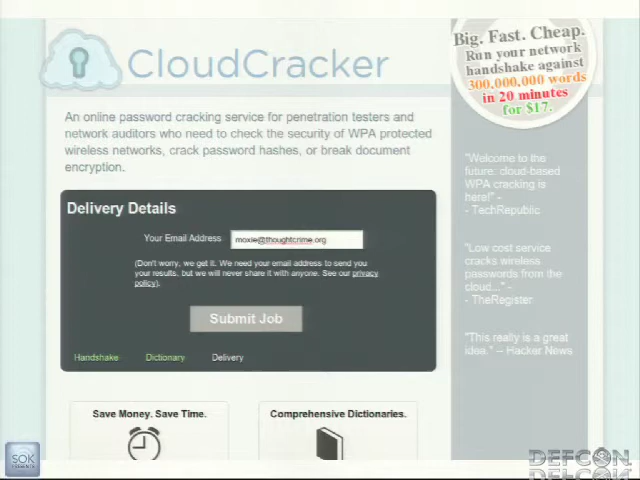 CloudCracker
Big. Fast. Cheap.
Run your network
handshake against
300,000,000 words
in 20 minutes
for $17.
An online password cracking service for penetration testers and
network auditors who need to check the security of WPA protected
wireless networks, crack password hashes, or break document
encryption.
Delivery Details
Your Email Address
moxie@thoughtcrime.org
(Don't worry, we get it. We need your email address to send you
your results, but we will never share it with anyone. See our privacy
policy).
Submit Job
Handshake
Dictionary
Delivery
"Welcome to the
future: cloud-based
WPA cracking is
here!" -
- TechRepublic
"Low cost service
cracks wireless
passwords from the
cloud..." -
- TheRegister
"This really is a great
idea." -- Hacker News
Save Money. Save Time.
Comprehensive Dictionaries.
SOK
DEFCON